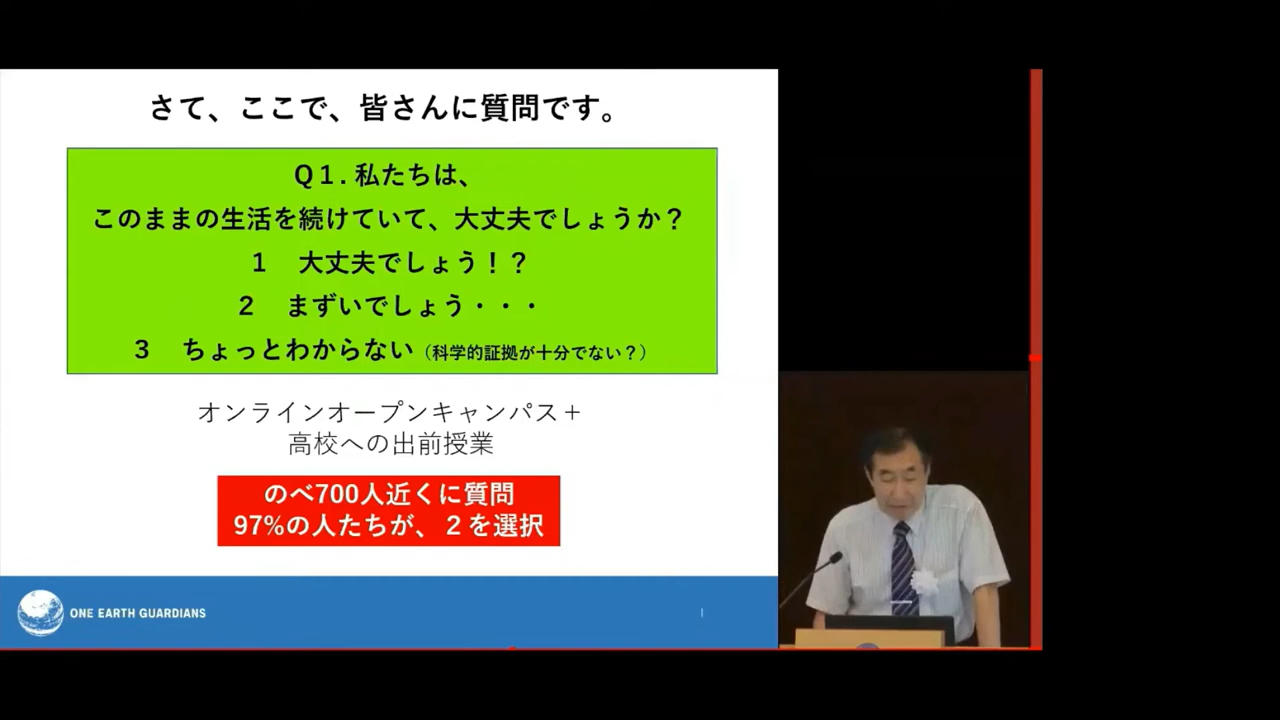 さて、ここで、皆さんに質問です。
Q１. 私たちは、
このままの生活を続けていて、大丈夫でしょうか？
１　大丈夫でしょう！？
２　まずいでしょう・・・
３　ちょっとわからない（科学的証拠が十分でない？）
オンラインオープンキャンパス＋
高校への出前授業
のべ700人近くに質問
97%の人たちが、２を選択
ONE EARTH GUARDIANS